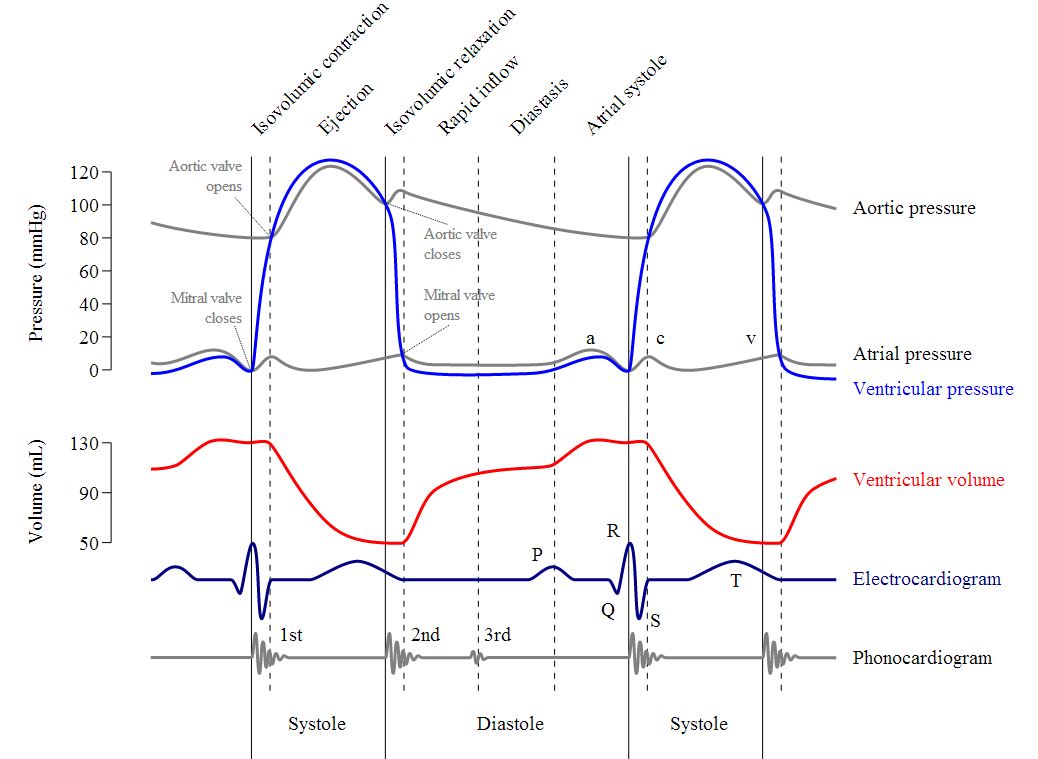 Isovolumic contraction
Ejection
Isovolumic relaxation
Rapid inflow
Diastasis
Atrial systole
Aortic valve
opens
120
100
80
60
40
20
0
Pressure (mmHg)
Aortic pressure
Aortic valve
closes
Mitral valve
closes
Mitral valve
opens
a
c
v
Atrial pressure
Ventricular pressure
130
90
50
Volume (mL)
Ventricular volume
R
P
Q
S
T
Electrocardiogram
1st
2nd
3rd
Phonocardiogram
Systole
Diastole
Systole